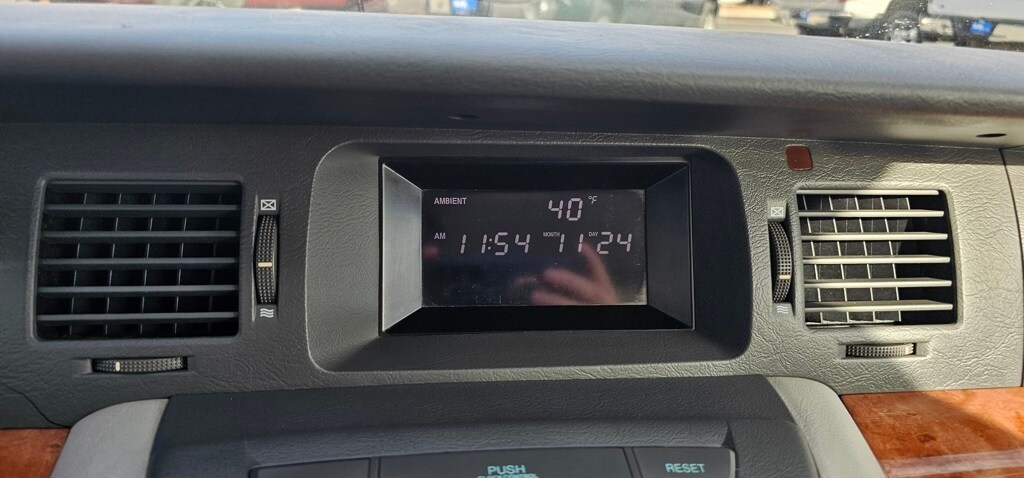 AMBIENT 40 °F
AM 11:54 MONTH 11 DAY 24
PUSH
RESET